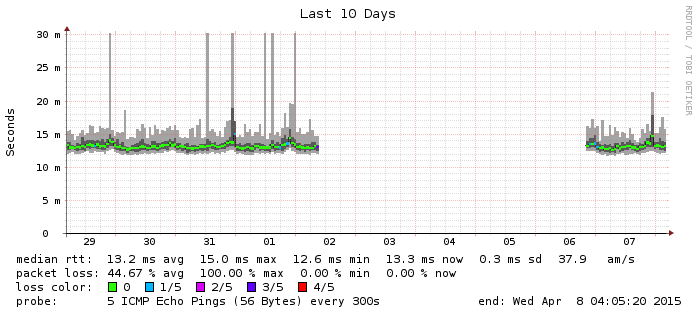 Last 10 Days
RRDTOOL / TOBI OETIKER
Seconds
30 m
25 m
20 m
15 m
10 m
5 m
0
29 30 31 01 02 03 04 05 06 07
median rtt: 13.2 ms avg 15.0 ms max 12.6 ms min 13.3 ms now 0.3 ms sd 37.9 am/s
packet loss: 44.67 % avg 100.00 % max 0.00 % min 0.00 % now
loss color: 0 1/5 2/5 3/5 4/5
probe: 5 ICMP Echo Pings (56 Bytes) every 300s end: Wed Apr 8 04:05:20 2015